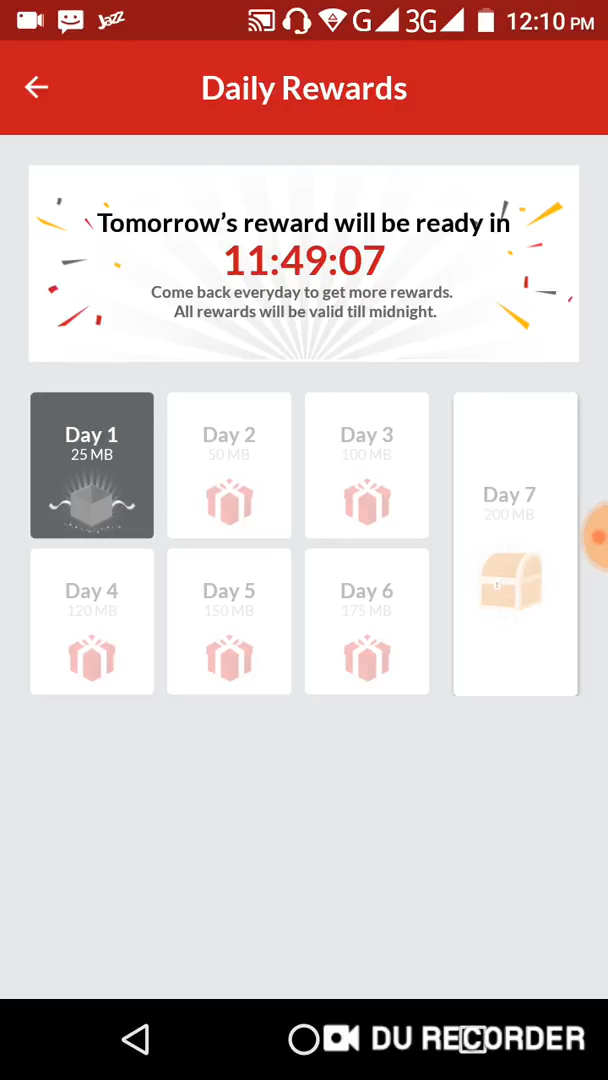 Jazz
G
3G
12:10 PM
Daily Rewards
Tomorrow's reward will be ready in
11:49:07
Come back everyday to get more rewards.
All rewards will be valid till midnight.
Day 1
25 MB
Day 2
50 MB
Day 3
100 MB
Day 7
200 MB
Day 4
120 MB
Day 5
150 MB
Day 6
175 MB
DU RECORDER